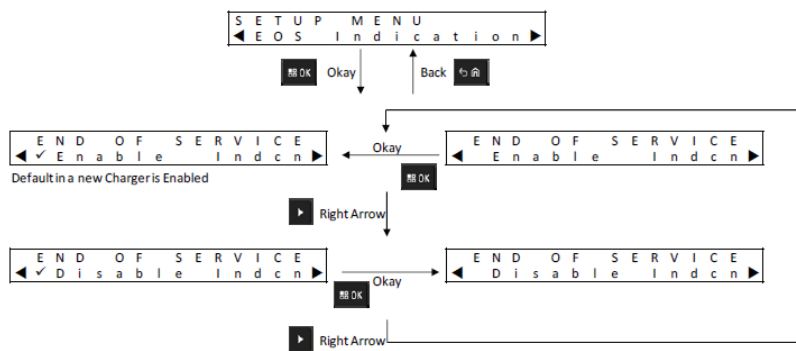 SETUP MENU
◀EOS Indication▶
OK Okay
Back
END OF SERVICE
◀✓Enable Indcn▶
Okay
OK
END OF SERVICE
◀ Enable Indcn▶
Default in a new Charger is Enabled
Right Arrow
END OF SERVICE
◀✓Disable Indcn▶
Okay
OK
END OF SERVICE
◀ Disable Indcn▶
Right Arrow